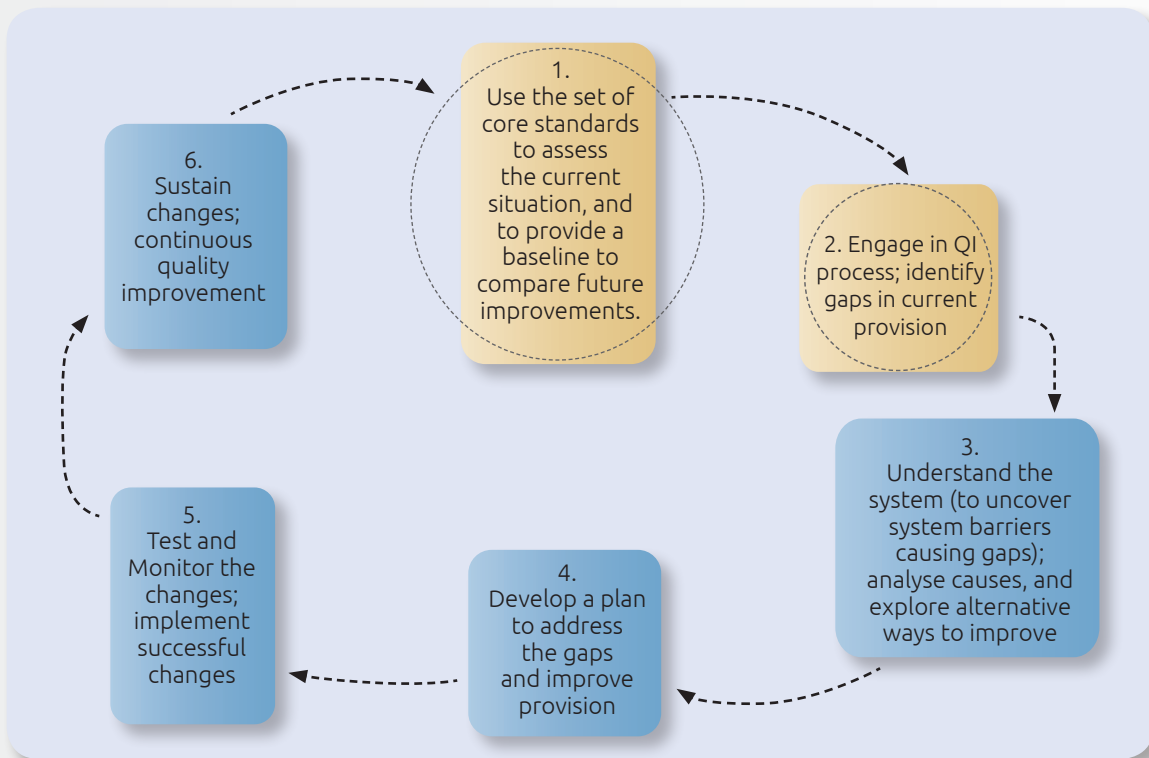 1.
Use the set of
core standards
to assess
the current
situation, and
to provide a
baseline to
compare future
improvements.
2. Engage in QI
process; identify
gaps in current
provision
3.
Understand the
system (to uncover
system barriers
causing gaps);
analyse causes, and
explore alternative
ways to improve
4.
Develop a plan
to address
the gaps
and improve
provision
5.
Test and
Monitor the
changes;
implement
successful
changes
6.
Sustain
changes;
continuous
quality
improvement